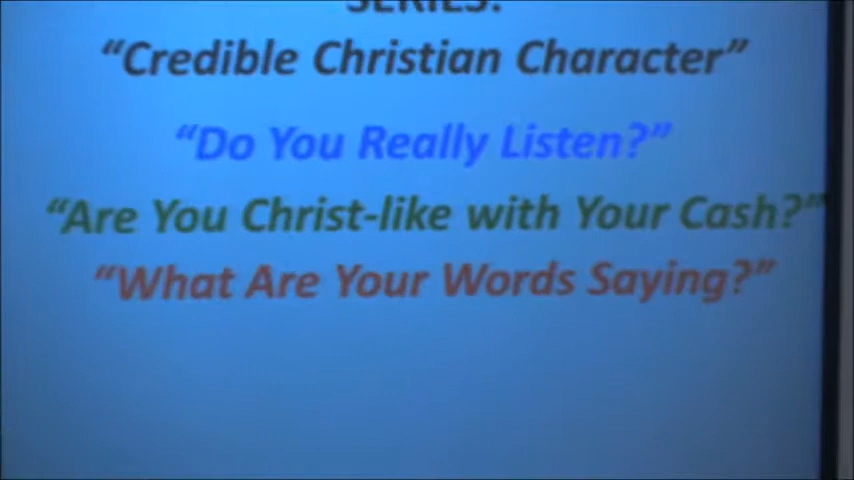 SERIES:
“Credible Christian Character”
“Do You Really Listen?”
“Are You Christ-like with Your Cash?”
“What Are Your Words Saying?”